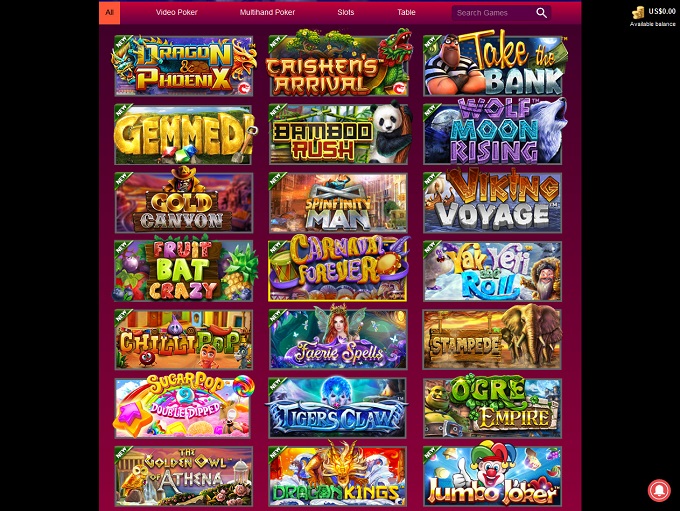 All Video Poker Multihand Poker Slots Table Search Games
US$0.00
Available balance
NEW
DRAGON
&
PHOENIX
TM
NEW
CAISHEN'S
ARRIVAL
NEW
Take the
BANK
TM
NEW
GEMMED!
NEW
BAMBOO
RUSH
NEW
WOLF
MOON
RISING
TM
NEW
GOLD
CANYON
NEW
SPINFINITY
MAN
NEW
VIKING
VOYAGE
TM
NEW
FRUIT
BAT
CRAZY
NEW
CARNAVAL
FOREVER
NEW
Yak Yeti
and
Roll
NEW
CHILLIPOP
NEW
Faerie Spells
STAMPEDE
SUGARPOP
2
DOUBLE DIPPED
NEW
TIGER'S CLAW
NEW
OGRE
EMPIRE
NEW
THE
GOLDEN OWL
OF ATHENA
NEW
DRAGON KINGS
NEW
Jumbo Joker